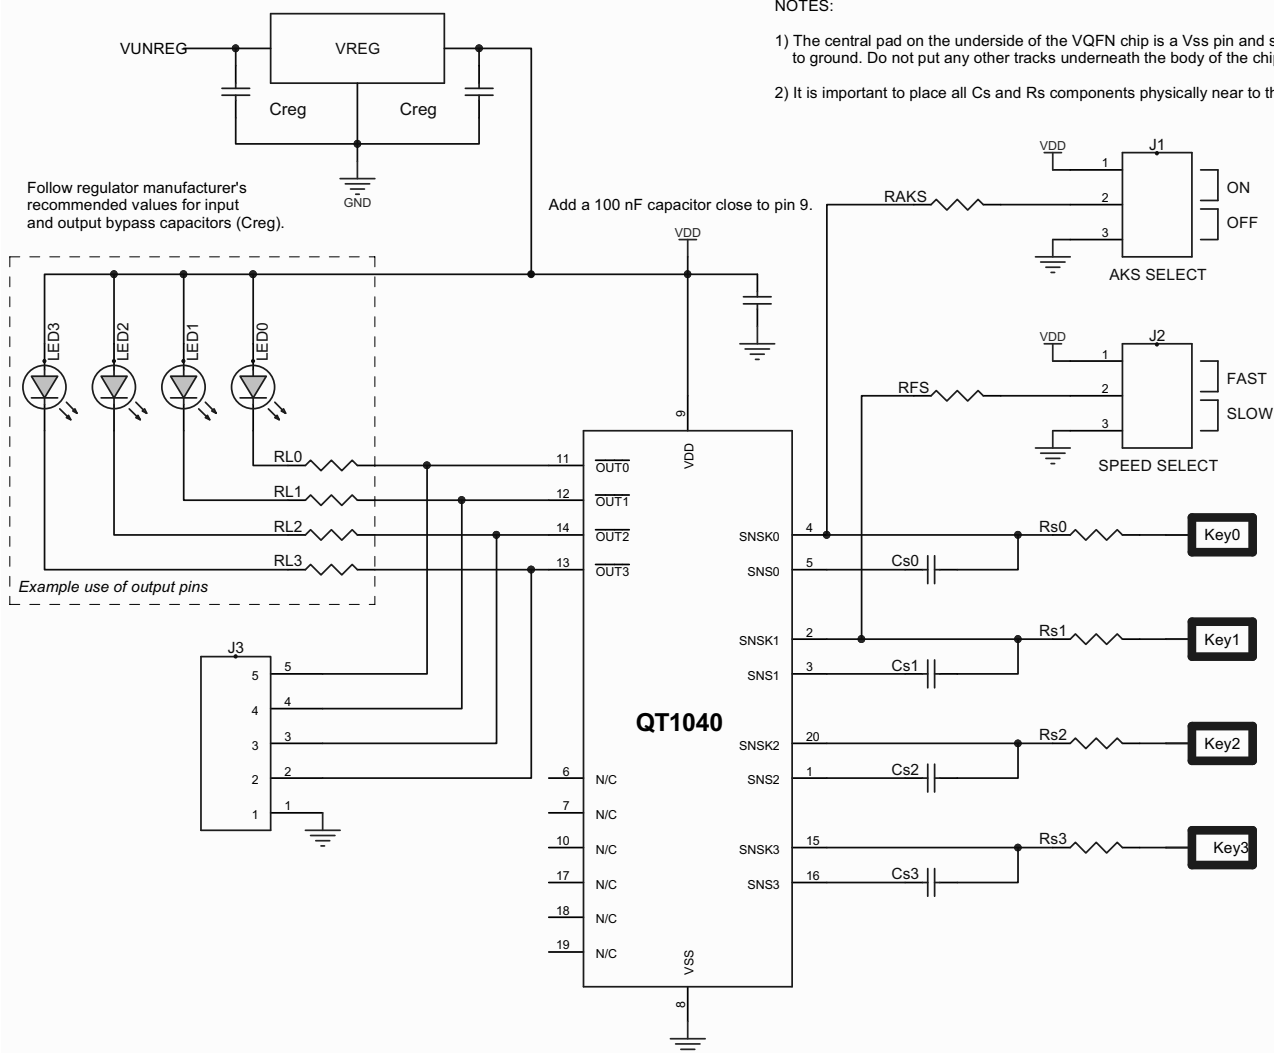 NOTES:
1) The central pad on the underside of the VQFN chip is a Vss pin and
to ground. Do not put any other tracks underneath the body of the
2) It is important to place all Cs and Rs components physically near to
VUNREG
VREG
Creg
Creg
GND
Follow regulator manufacturer's
recommended values for input
and output bypass capacitors (Creg).
Add a 100 nF capacitor close to pin 9.
VDD
VDD
J1
1
RAKS
2
3
ON
OFF
AKS SELECT
LED3
LED2
LED1
LED0
VDD
J2
1
RFS
2
3
FAST
SLOW
SPEED SELECT
9
VDD
RL0
11
OUT0
RL1
12
OUT1
RL2
14
OUT2
RL3
13
OUT3
Example use of output pins
SNSK0
4
Rs0
Key0
SNS0
5
Cs0
SNSK1
2
Rs1
Key1
SNS1
3
Cs1
J3
5
5
4
4
3
3
2
2
1
1
QT1040
SNSK2
20
Rs2
Key2
SNS2
1
Cs2
SNSK3
15
Rs3
Key3
SNS3
16
Cs3
6
N/C
7
N/C
10
N/C
17
N/C
18
N/C
19
N/C
VSS
8